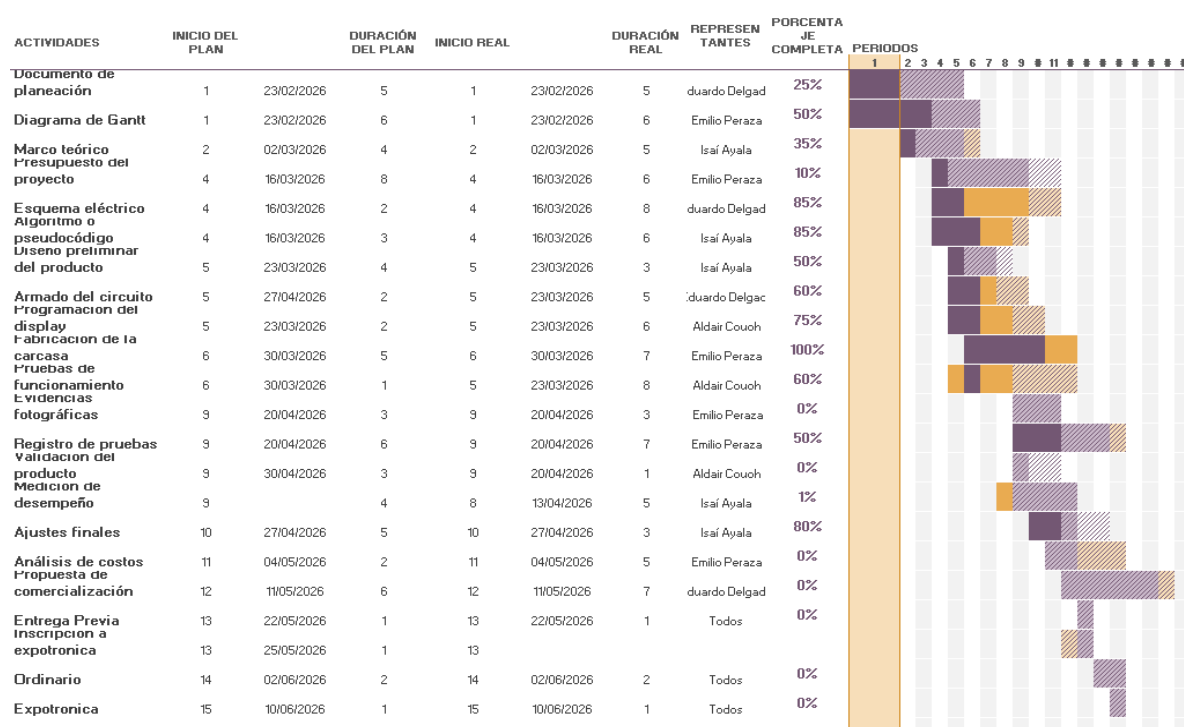 ACTIVIDADES INICIO DEL PLAN DURACIÓN DEL PLAN INICIO REAL DURACIÓN REAL REPRESEN TANTES PORCENTA JE COMPLETA PERIODOS
1 2 3 4 5 6 7 8 9 # 11 # # # # # # # #
Documento de planeación 1 23/02/2026 5 1 23/02/2026 5 duardo Delgad 25%
Diagrama de Gantt 1 23/02/2026 6 1 23/02/2026 6 Emilio Peraza 50%
Marco teórico 2 02/03/2026 4 2 02/03/2026 5 Isaí Ayala 35%
Presupuesto del proyecto 4 16/03/2026 8 4 16/03/2026 6 Emilio Peraza 10%
Esquema eléctrico 4 16/03/2026 2 4 16/03/2026 8 duardo Delgad 85%
Algoritmo o pseudocódigo 4 16/03/2026 3 4 16/03/2026 6 Isaí Ayala 85%
Diseño preliminar del producto 5 23/03/2026 4 5 23/03/2026 3 Isaí Ayala 50%
Armado del circuito 5 27/04/2026 2 5 23/03/2026 5 Eduardo Delgad 60%
Programación del display 5 23/03/2026 2 5 23/03/2026 6 Aldair Couoh 75%
Fabricación de la carcasa 6 30/03/2026 5 6 30/03/2026 7 Emilio Peraza 100%
Pruebas de funcionamiento 6 30/03/2026 1 5 23/03/2026 8 Aldair Couoh 60%
Evidencias fotográficas 9 20/04/2026 3 9 20/04/2026 3 Emilio Peraza 0%
Registro de pruebas 9 20/04/2026 6 9 20/04/2026 7 Emilio Peraza 50%
Validación del producto 9 30/04/2026 3 9 20/04/2026 1 Aldair Couoh 0%
Medición de desempeño 9 4 8 13/04/2026 5 Isaí Ayala 1%
Ajustes finales 10 27/04/2026 5 10 27/04/2026 3 Isaí Ayala 80%
Análisis de costos 11 04/05/2026 2 11 04/05/2026 5 Emilio Peraza 0%
Propuesta de comercialización 12 11/05/2026 6 12 11/05/2026 7 duardo Delgad 0%
Entrega Previa 13 22/05/2026 1 13 22/05/2026 1 Todos 0%
Inscripción a expotronica 13 25/05/2026 1 13
Ordinario 14 02/06/2026 2 14 02/06/2026 2 Todos 0%
Expotronica 15 10/06/2026 1 15 10/06/2026 1 Todos 0%